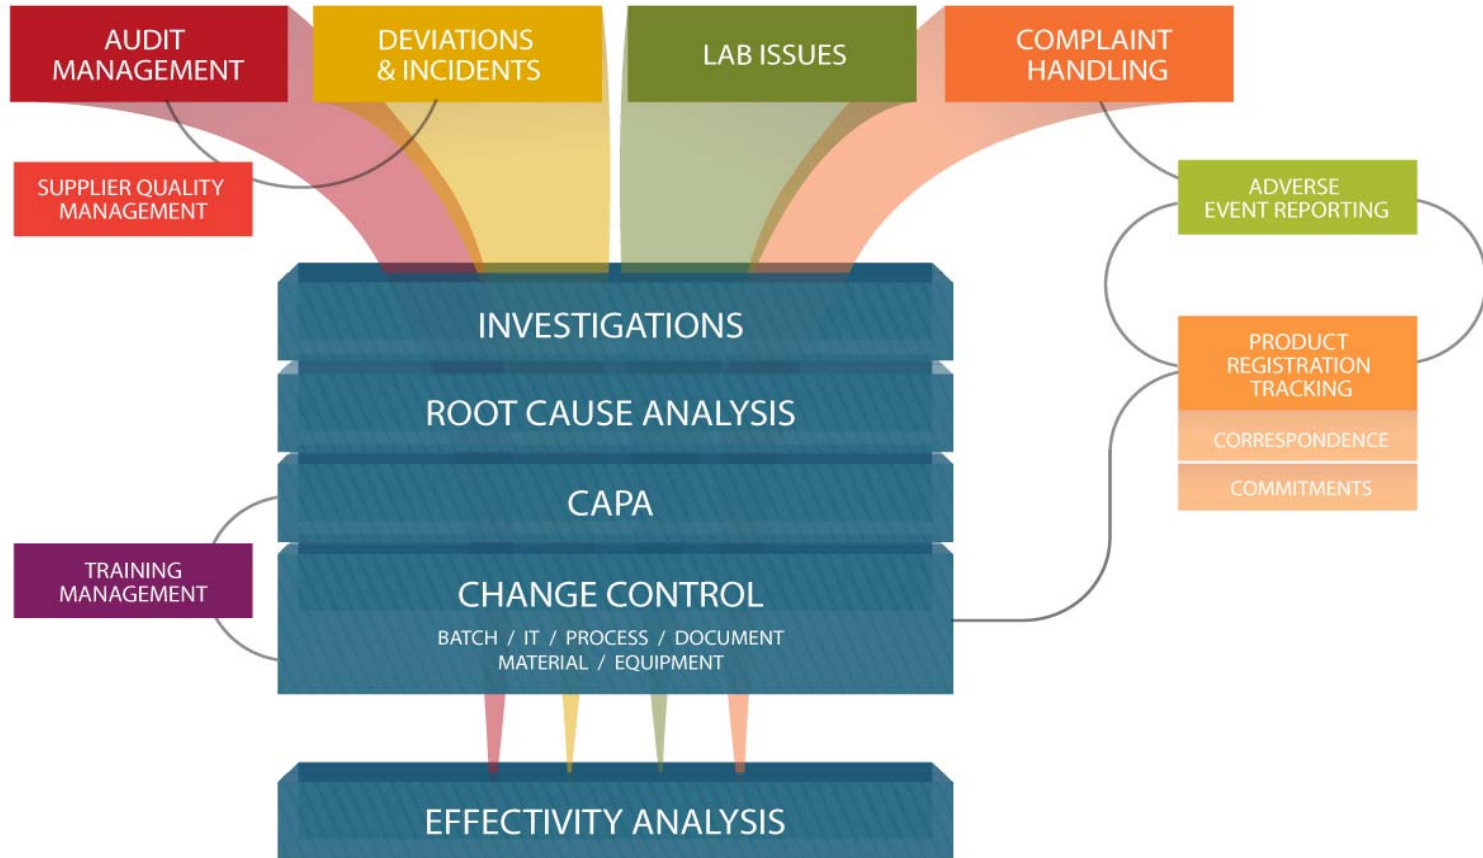 AUDIT
MANAGEMENT
DEVIATIONS
& INCIDENTS
LAB ISSUES
COMPLAINT
HANDLING
SUPPLIER QUALITY
MANAGEMENT
ADVERSE
EVENT REPORTING
INVESTIGATIONS
PRODUCT
REGISTRATION
TRACKING
CORRESPONDENCE
COMMITMENTS
ROOT CAUSE ANALYSIS
CAPA
TRAINING
MANAGEMENT
CHANGE CONTROL
BATCH / IT / PROCESS / DOCUMENT
MATERIAL / EQUIPMENT
EFFECTIVITY ANALYSIS